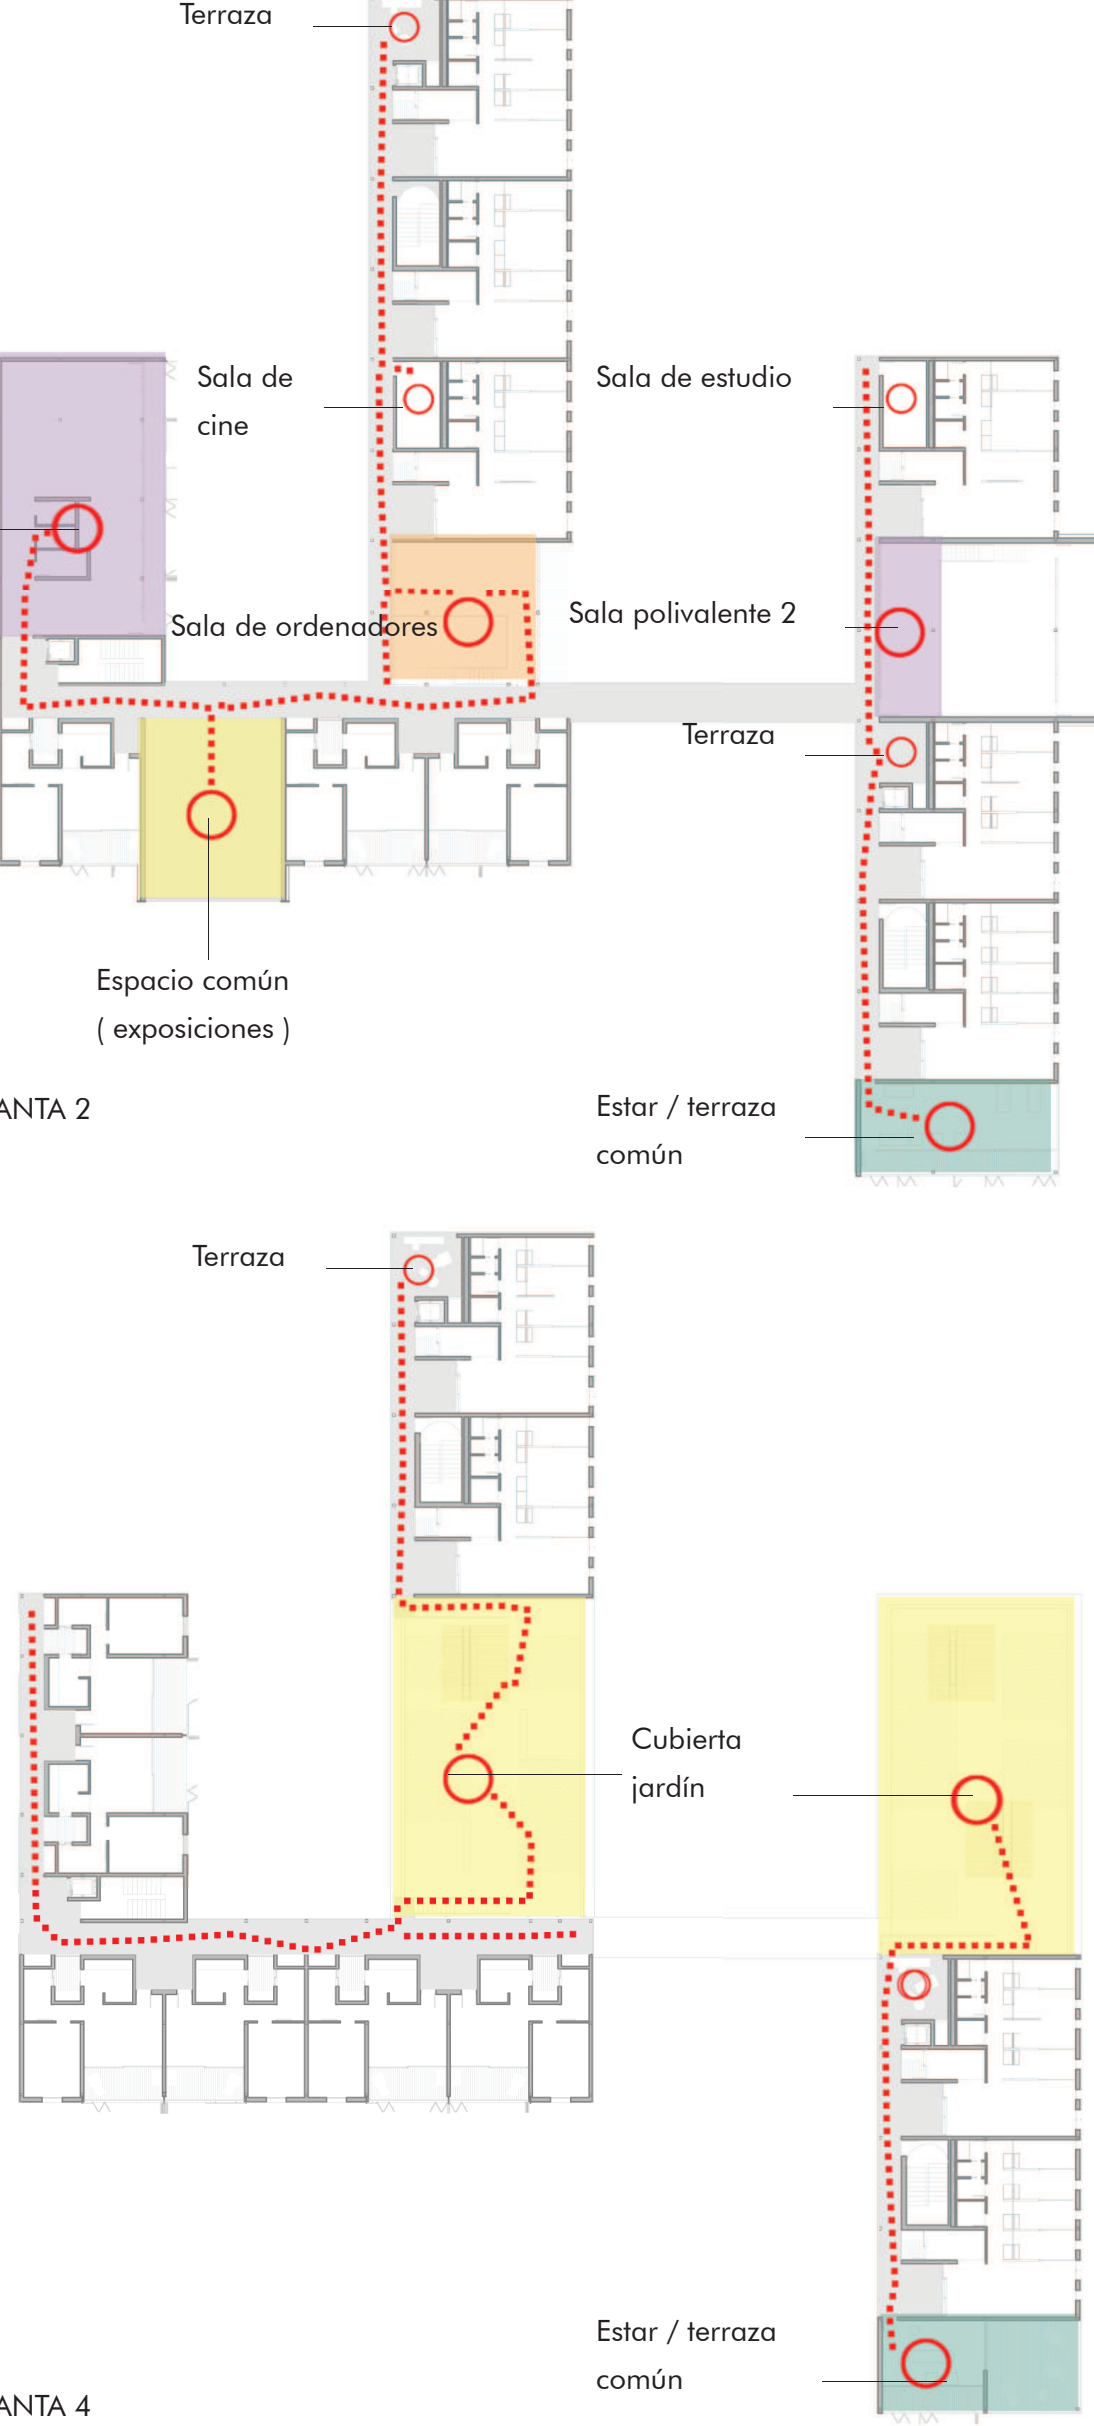 Terraza
Sala de
cine
Sala de estudio
Sala de ordenadores
Sala polivalente 2
Terraza
Espacio común
( exposiciones )
ANTA 2
Estar / terraza
común
Terraza
Cubierta
jardín
Estar / terraza
común
ANTA 4